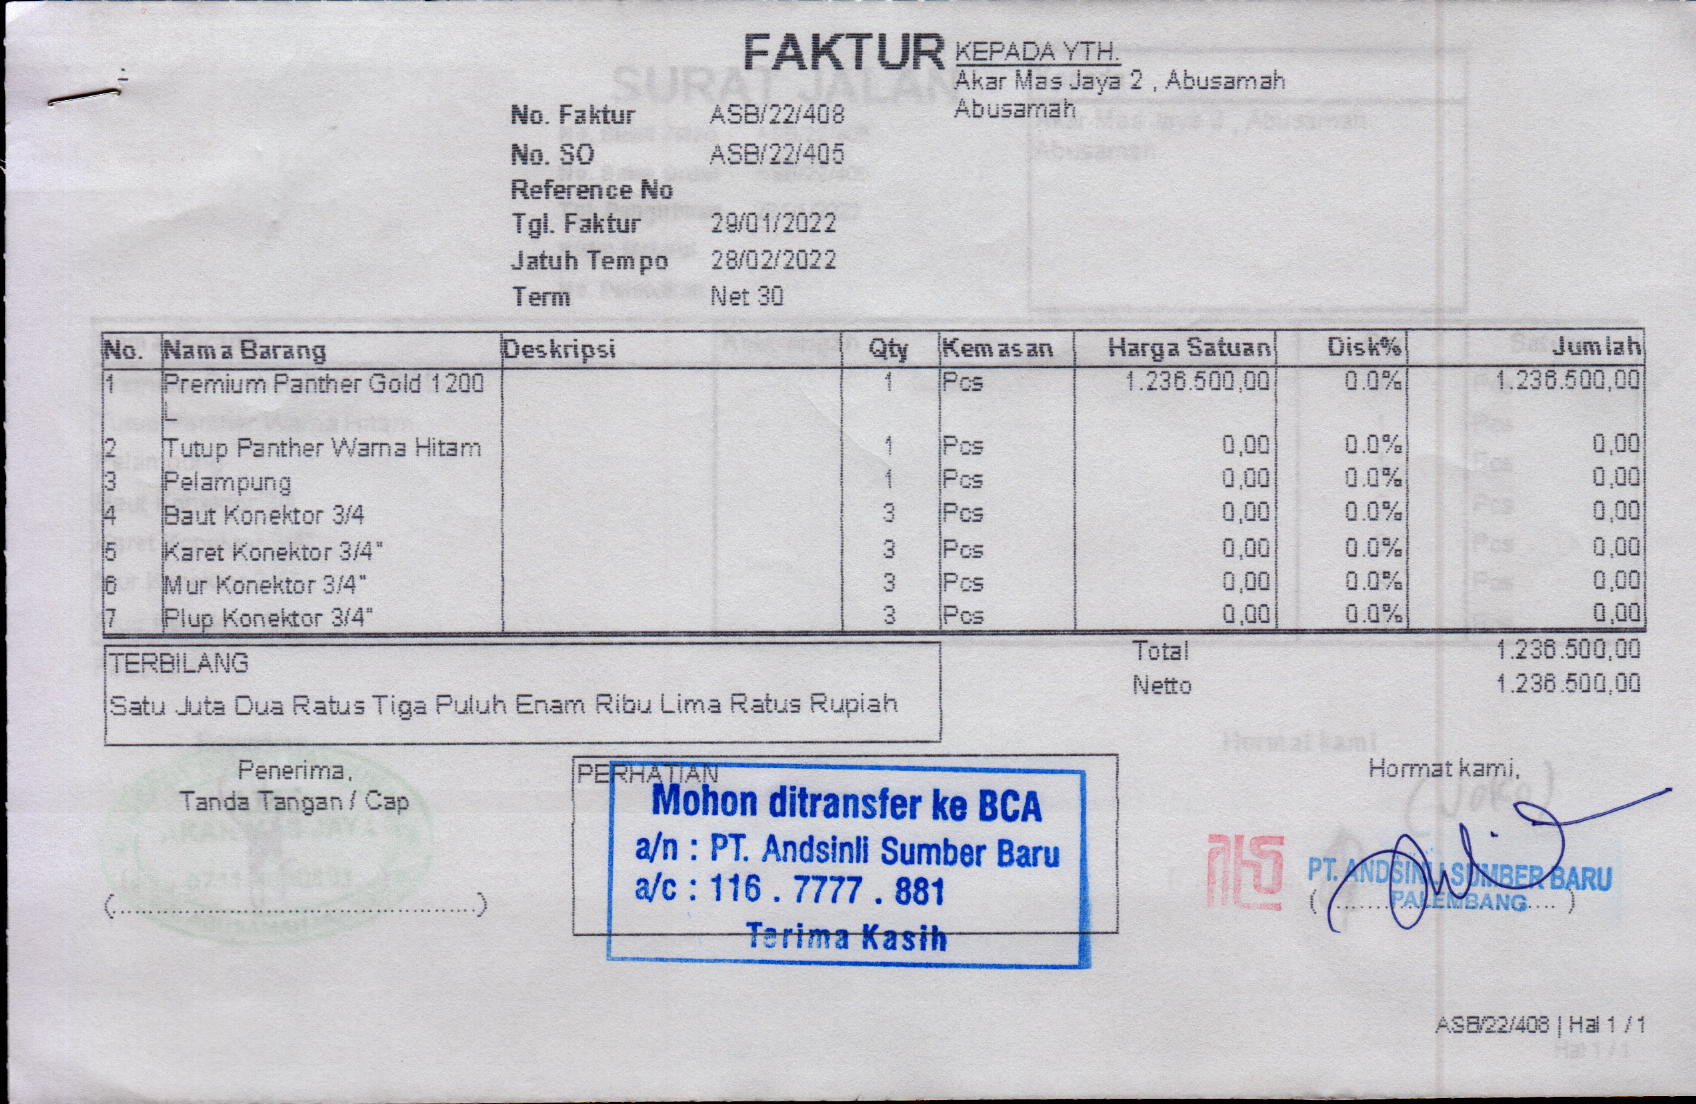 FAKTUR
KEPADA YTH.
Akar Mas Jaya 2 , Abusamah
Abusamah
No. Faktur ASB/22/408
No. SO ASB/22/405
Reference No
Tgl. Faktur 29/01/2022
Jatuh Tempo 28/02/2022
Term Net 30
No. Nama Barang Deskripsi Qty Kemasan Harga Satuan Disk% Jumlah
1 Premium Panther Gold 1200 1 Pcs 1.236.500,00 0.0% 1.236.500,00
L
2 Tutup Panther Warna Hitam 1 Pcs 0,00 0.0% 0,00
3 Pelampung 1 Pcs 0,00 0.0% 0,00
4 Baut Konektor 3/4 3 Pcs 0,00 0.0% 0,00
5 Karet Konektor 3/4" 3 Pcs 0,00 0.0% 0,00
6 Mur Konektor 3/4" 3 Pcs 0,00 0.0% 0,00
7 Plup Konektor 3/4" 3 Pcs 0,00 0.0% 0,00
Total 1.236.500,00
Netto 1.236.500,00
TERBILANG
Satu Juta Dua Ratus Tiga Puluh Enam Ribu Lima Ratus Rupiah
Penerima,
Tanda Tangan / Cap
(...............................................)
PERHATIAN
Mohon ditransfer ke BCA
a/n : PT. Andsinli Sumber Baru
a/c : 116 . 7777 . 881
Terima Kasih
Hormat kami,
PT. ANDSINLI SUMBER BARU
PALEMBANG
ASB/22/408 | Hal 1 / 1